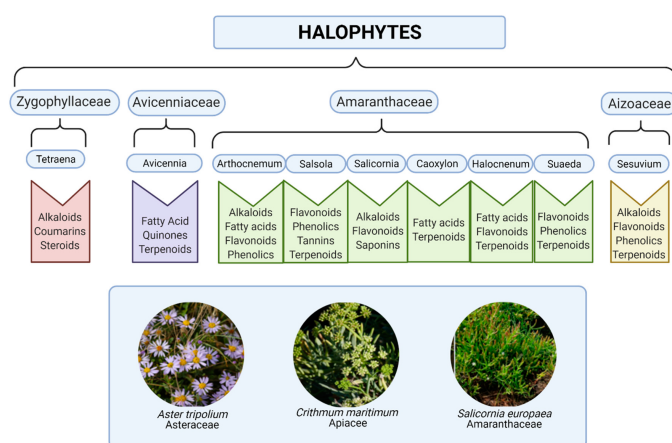 HALOPHYTES
Zygophyllaceae
Avicenniaceae
Amaranthaceae
Aizoaceae
Tetraena
Avicennia
Arthocnemum
Salsola
Salicornia
Caoxylon
Halocnenum
Suaeda
Sesuvium
Alkaloids
Coumarins
Steroids
Fatty Acid
Quinones
Terpenoids
Alkaloids
Fatty acids
Flavonoids
Phenolics
Flavonoids
Phenolics
Tannins
Terpenoids
Alkaloids
Flavonoids
Saponins
Fatty acids
Terpenoids
Fatty acids
Flavonoids
Terpenoids
Flavonoids
Phenolics
Terpenoids
Alkaloids
Flavonoids
Phenolics
Terpenoids
Aster tripolium
Asteraceae
Crithmum maritimum
Apiacee
Salicornia europaea
Amaranthaceae